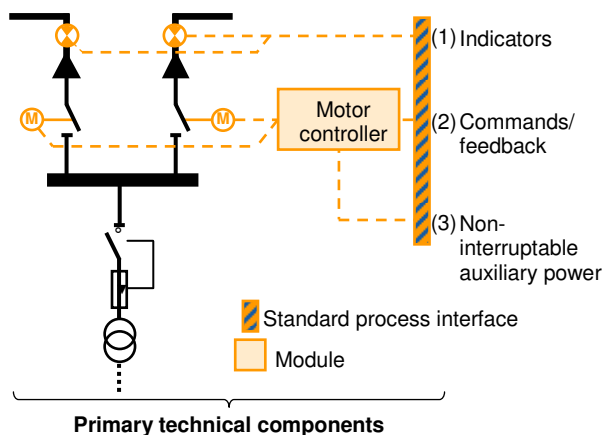 (1) Indicators
M
M
Motor
controller
(2) Commands/
feedback
(3) Non-
interruptable
auxiliary power
Standard process interface
Module
Primary technical components